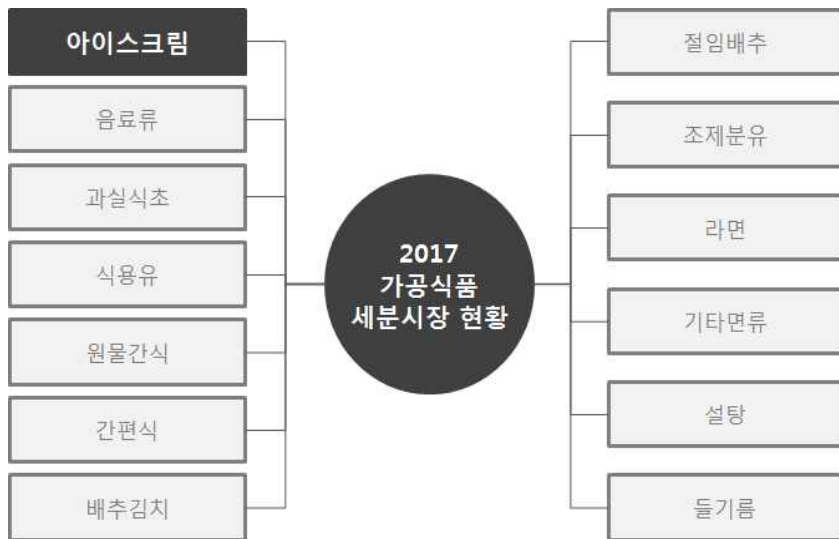 아이스크림
음료류
과실식초
식용유
원물간식
간편식
배추김치
2017
가공식품
세분시장 현황
절임배추
조제분유
라면
기타면류
설탕
들기름